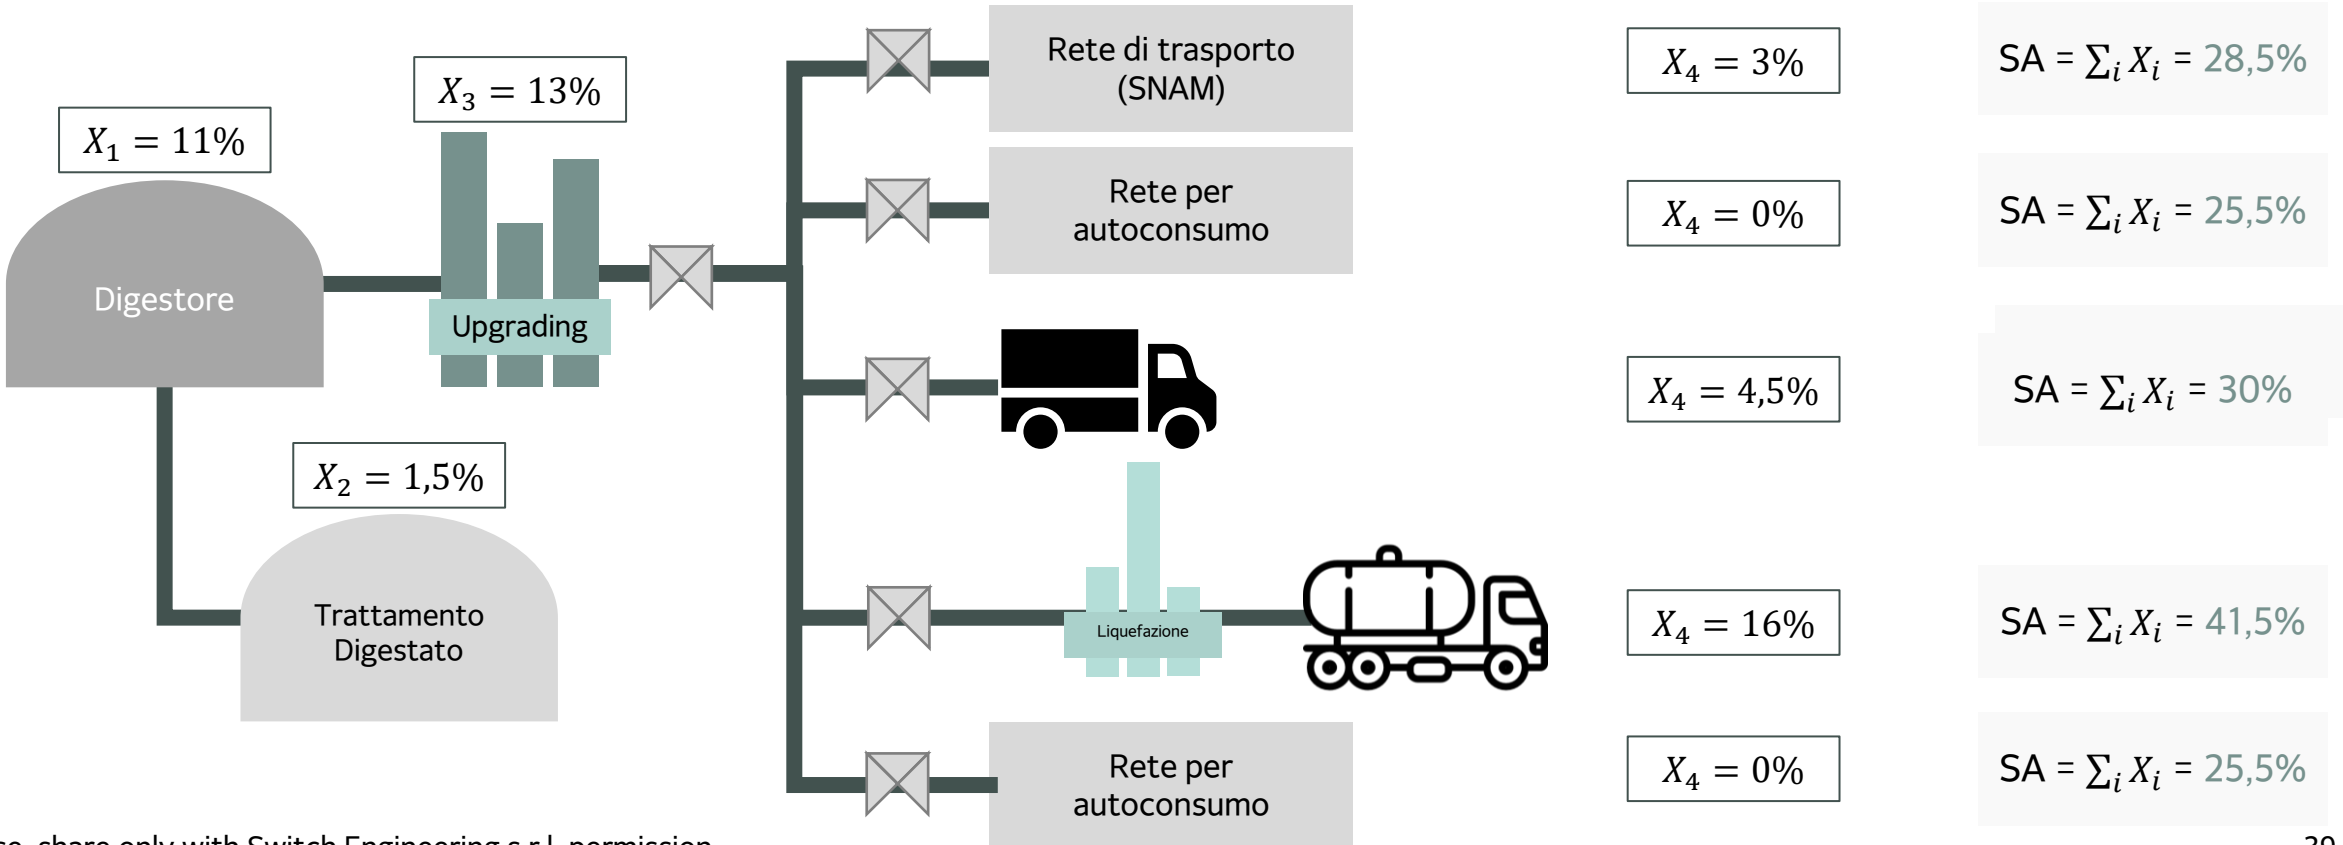 X₁ = 11%
X₃ = 13%
Digestore
Upgrading
X₂ = 1,5%
Trattamento
Digestato
Rete di trasporto
(SNAM)
X₄ = 3%
SA = ∑ᵢ Xᵢ = 28,5%
Rete per
autoconsumo
X₄ = 0%
SA = ∑ᵢ Xᵢ = 25,5%
X₄ = 4,5%
SA = ∑ᵢ Xᵢ = 30%
Liquefazione
X₄ = 16%
SA = ∑ᵢ Xᵢ = 41,5%
Rete per
autoconsumo
X₄ = 0%
SA = ∑ᵢ Xᵢ = 25,5%
share only with Switch Engineering s.r.l. permission